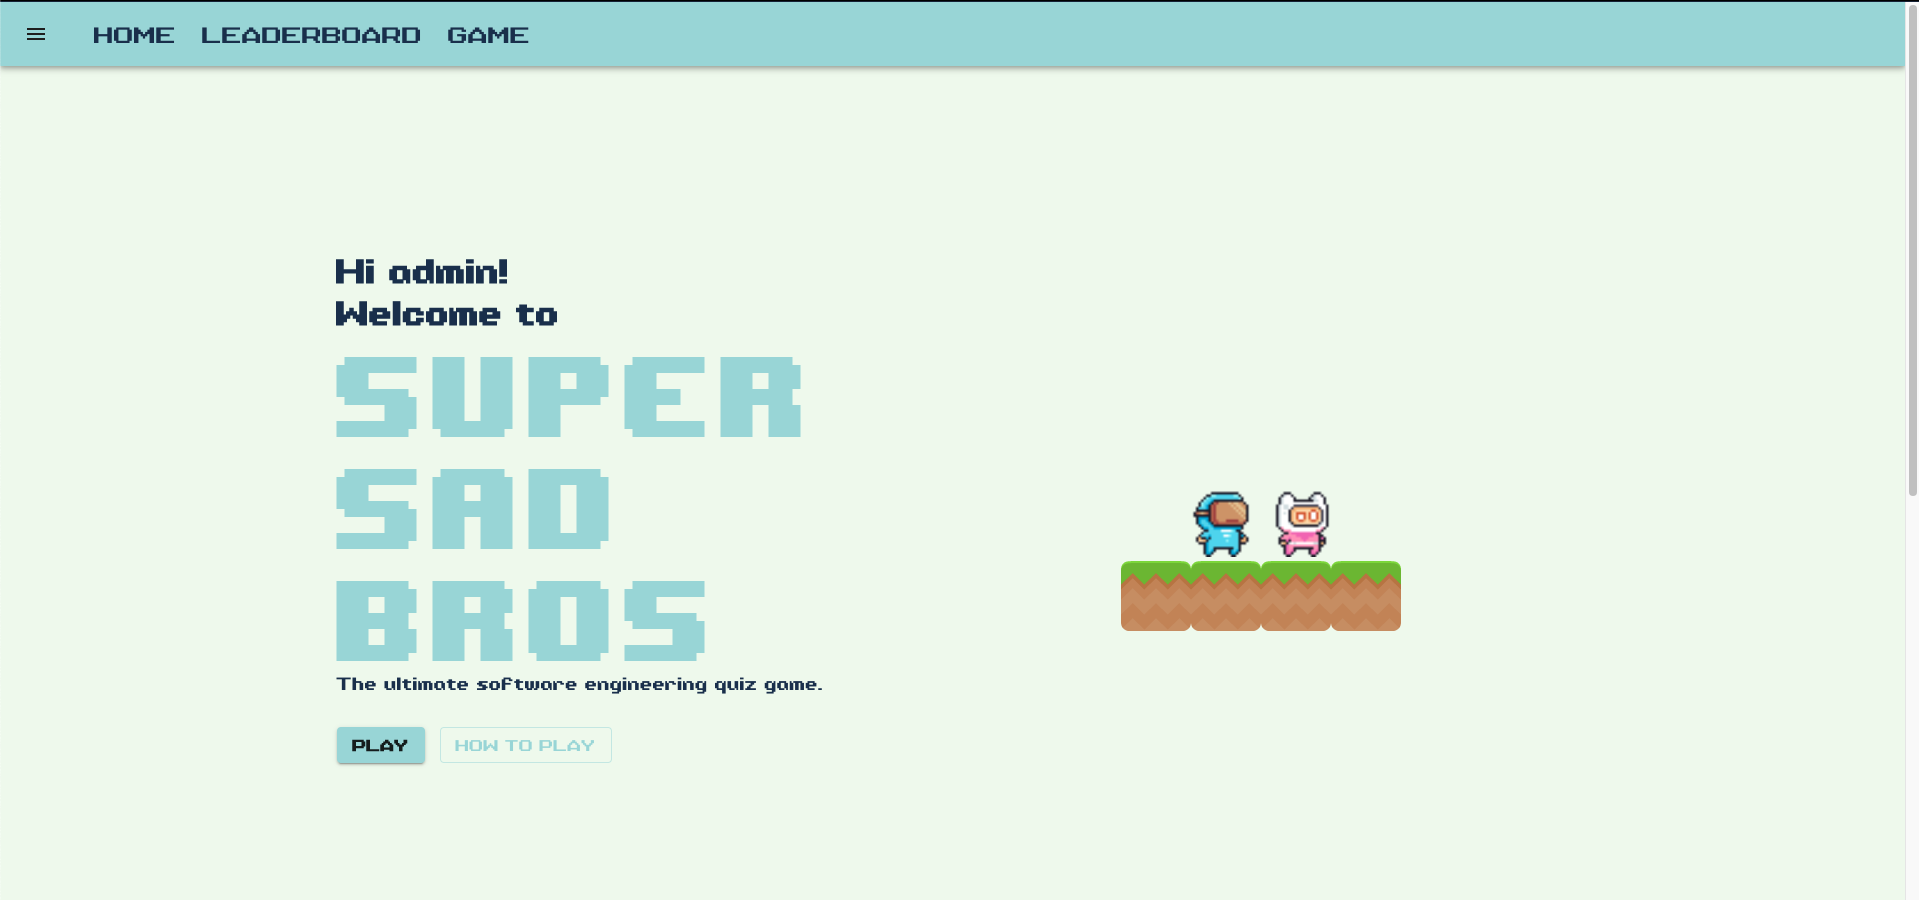 HOME LEADERBOARD GAME
Hi admin!
Welcome to
SUPER
SAD
BROS
The ultimate software engineering quiz game.
PLAY HOW TO PLAY